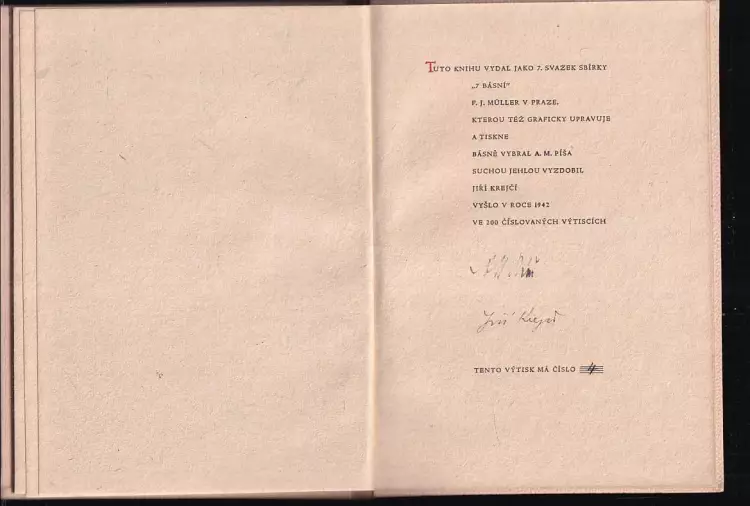 TUTO KNIHU VYDAL JAKO 7. SVAZEK SBÍRKY
„7 BÁSNÍ"
F. J. MÜLLER V PRAZE,
KTEROU TÉŽ GRAFICKY UPRAVUJE
A TISKNE
BÁSNĚ VYBRAL A. M. PÍŠA
SUCHOU JEHLOU VYZDOBIL
JIŘÍ KREJČÍ
VYŠLO V ROCE 1942
VE 200 ČÍSLOVANÝCH VÝTISCÍCH
Jiří Krejčí
TENTO VÝTISK MÁ ČÍSLO 4